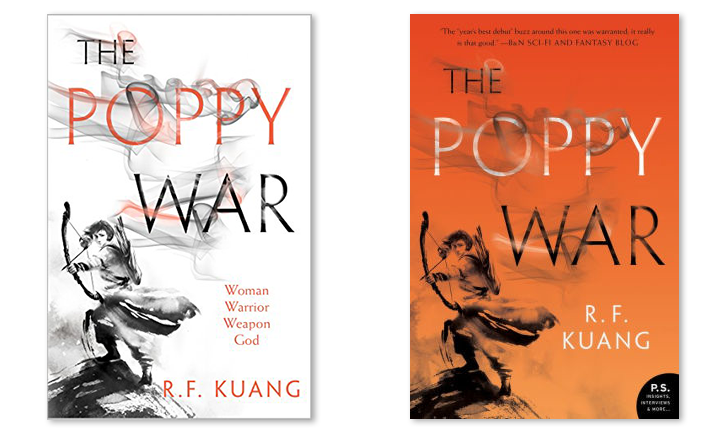 THE
POPPY
WAR
Woman
Warrior
Weapon
God
R.F. KUANG
"The 'year's best debut' buzz around this one was warranted; it really
is that good." —B&N SCI-FI AND FANTASY BLOG
THE
POPPY
WAR
R. F.
KUANG
P.S.
INSIGHTS,
INTERVIEWS
& MORE...